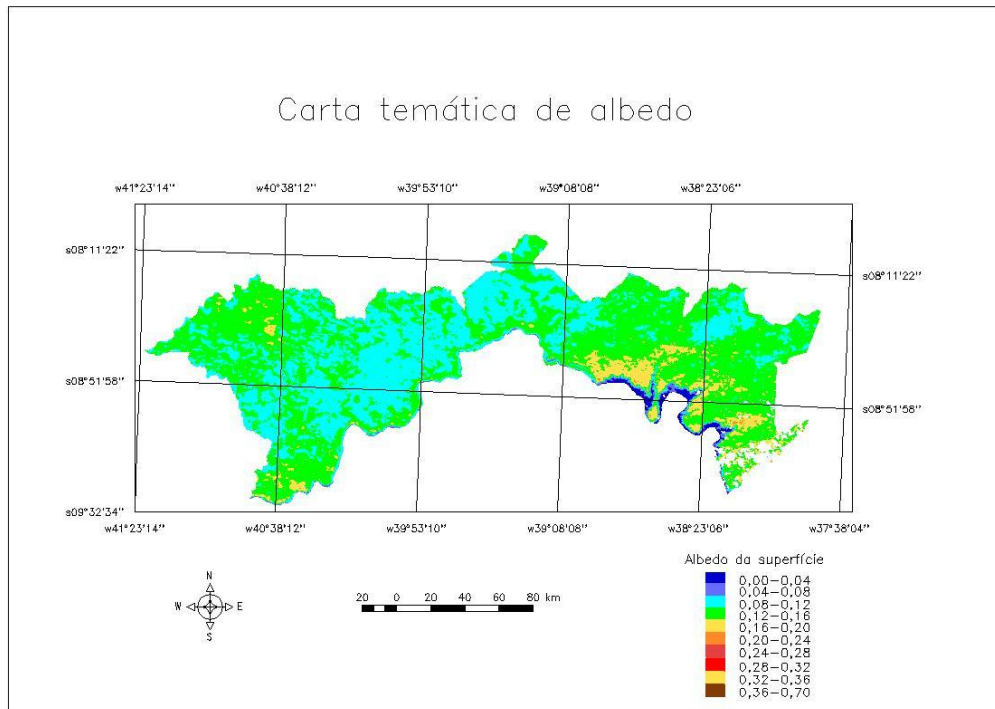 Carta temática de albedo
w41°23'14'' w40°38'12'' w39°53'10'' w39°08'08'' w38°23'06''
s08°11'22''
s08°11'22''
s08°51'58''
s08°51'58''
s09°32'34''
w41°23'14'' w40°38'12'' w39°53'10'' w39°08'08'' w38°23'06'' w37°38'04''
Albedo da superfície
0,00-0,04
0,04-0,08
0,08-0,12
0,12-0,16
0,16-0,20
0,20-0,24
0,24-0,28
0,28-0,32
0,32-0,36
0,36-0,70
N
W E
S
20 0 20 40 60 80 km